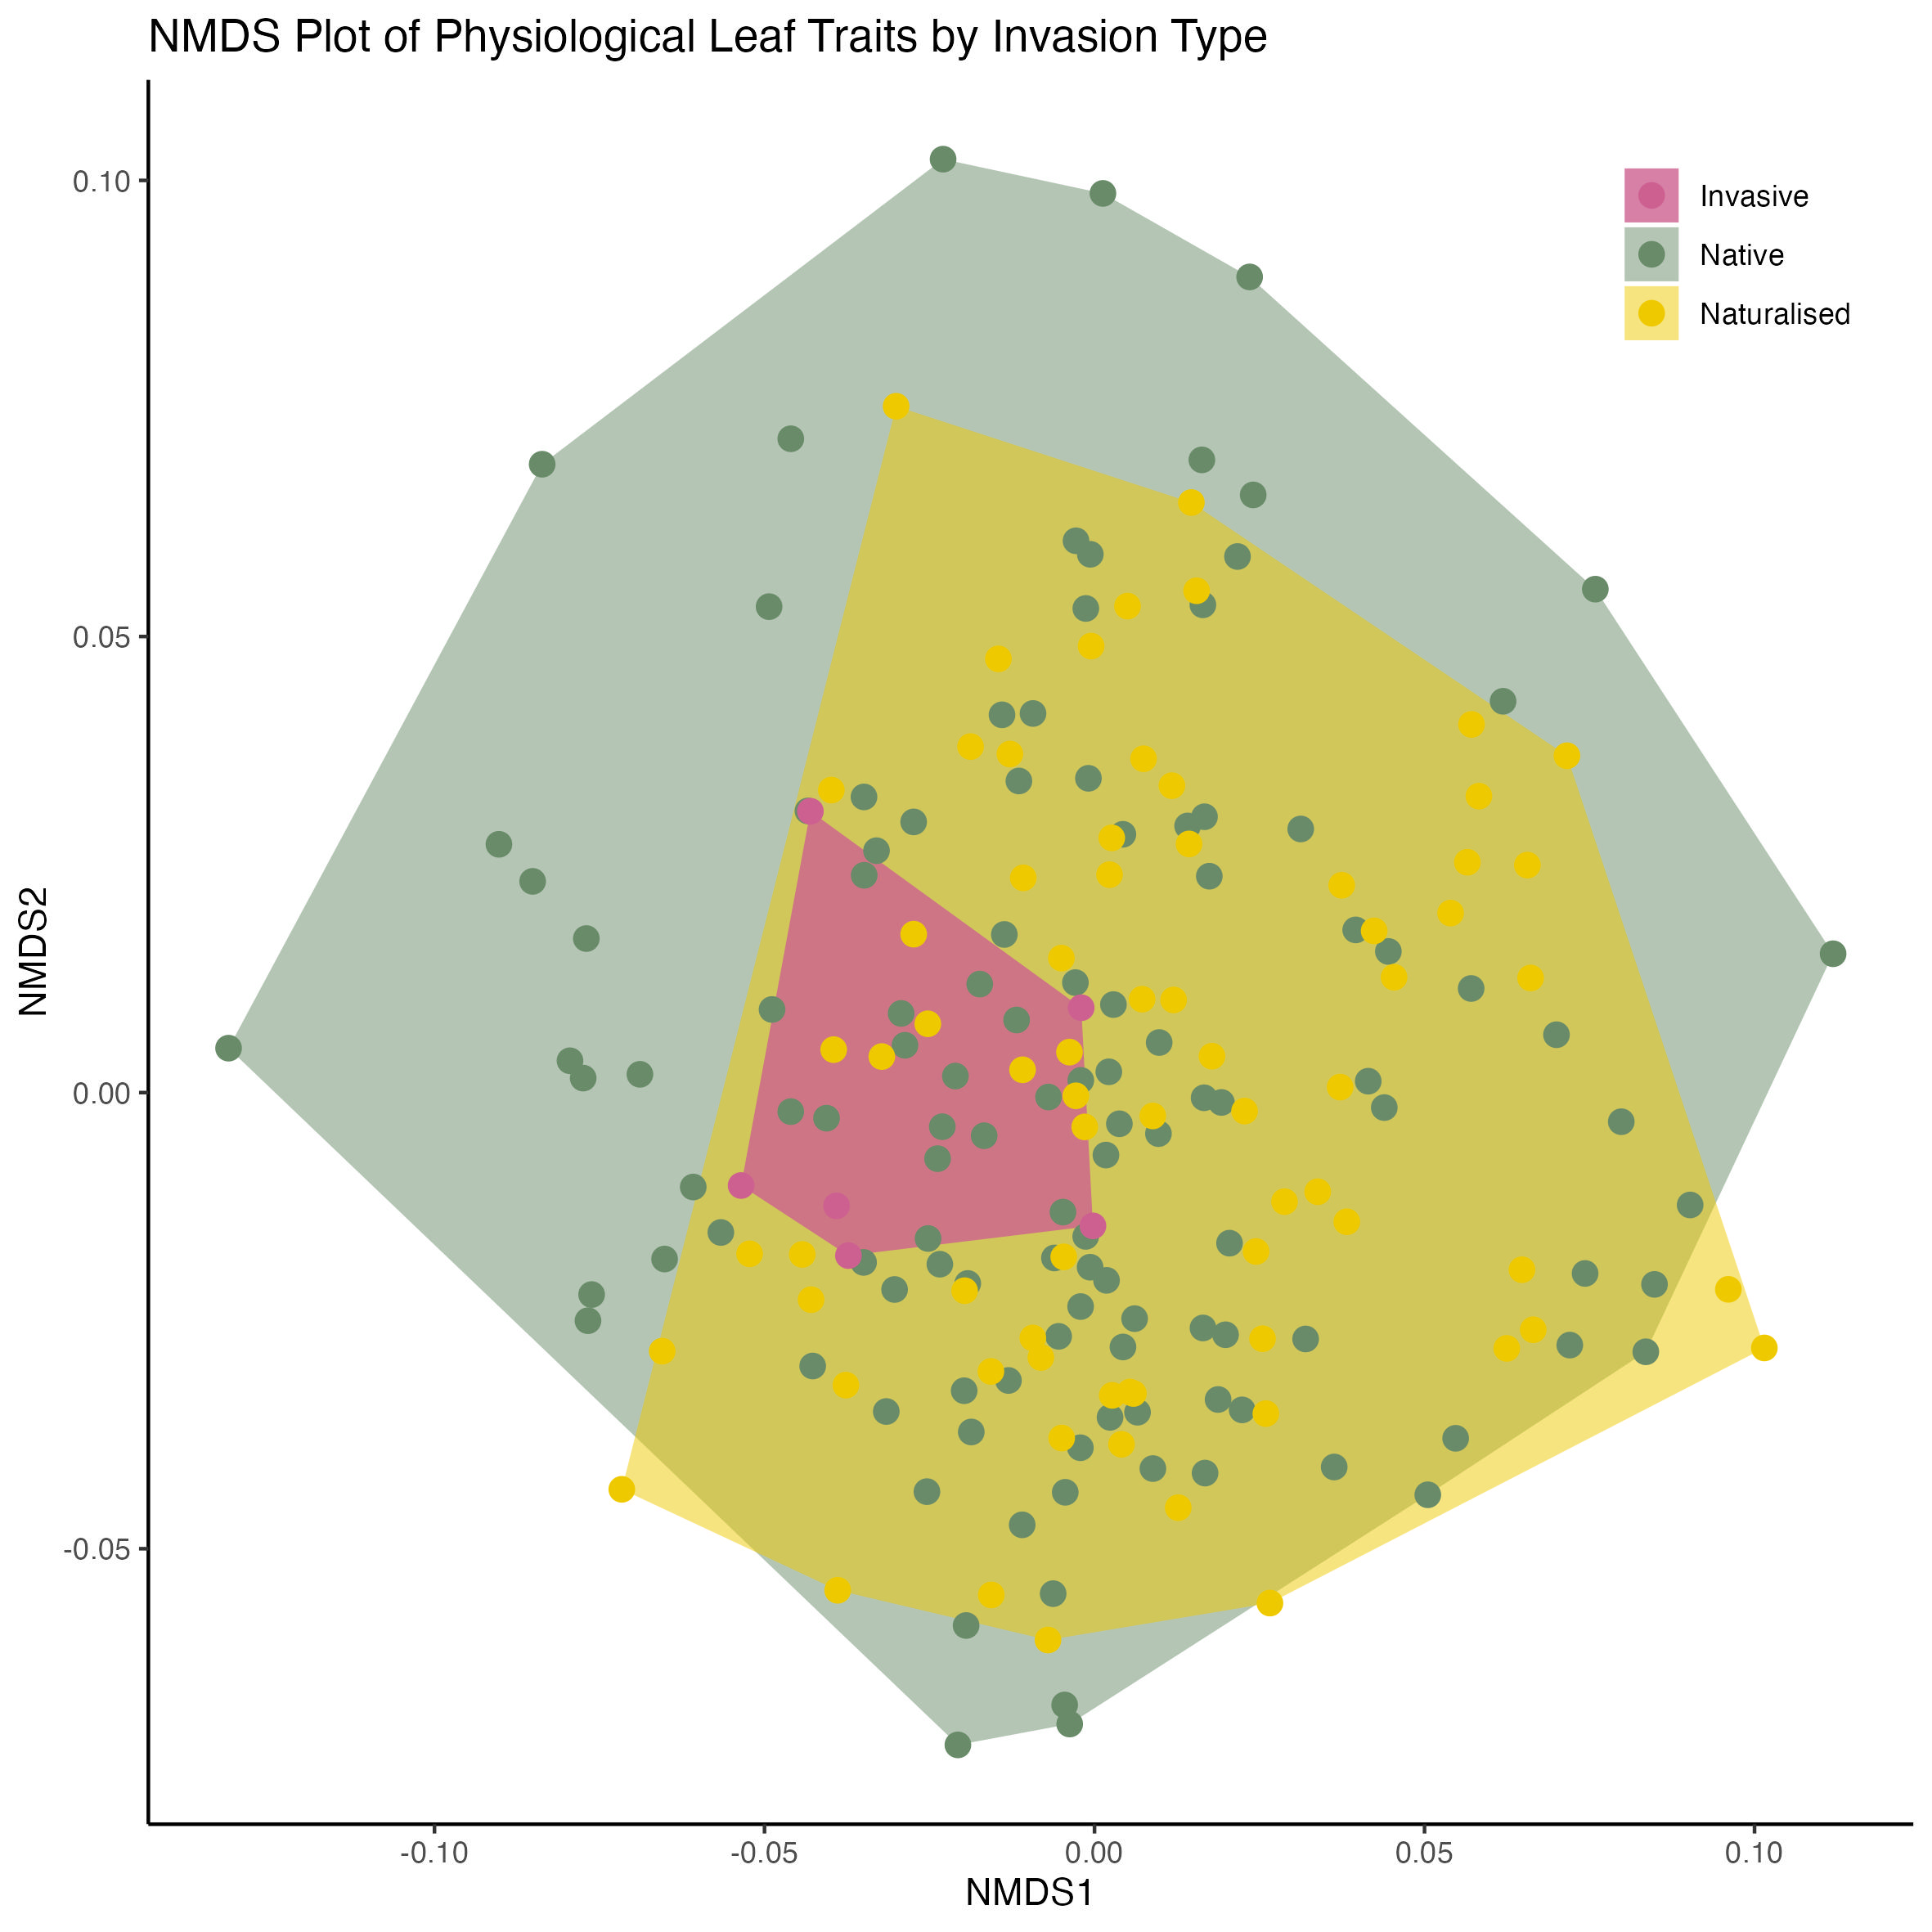 NMDS Plot of Physiological Leaf Traits by Invasion Type
Invasive
Native
Naturalised
0.10
0.05
0.00
-0.05
NMDS2
-0.10
-0.05
0.00
0.05
0.10
NMDS1